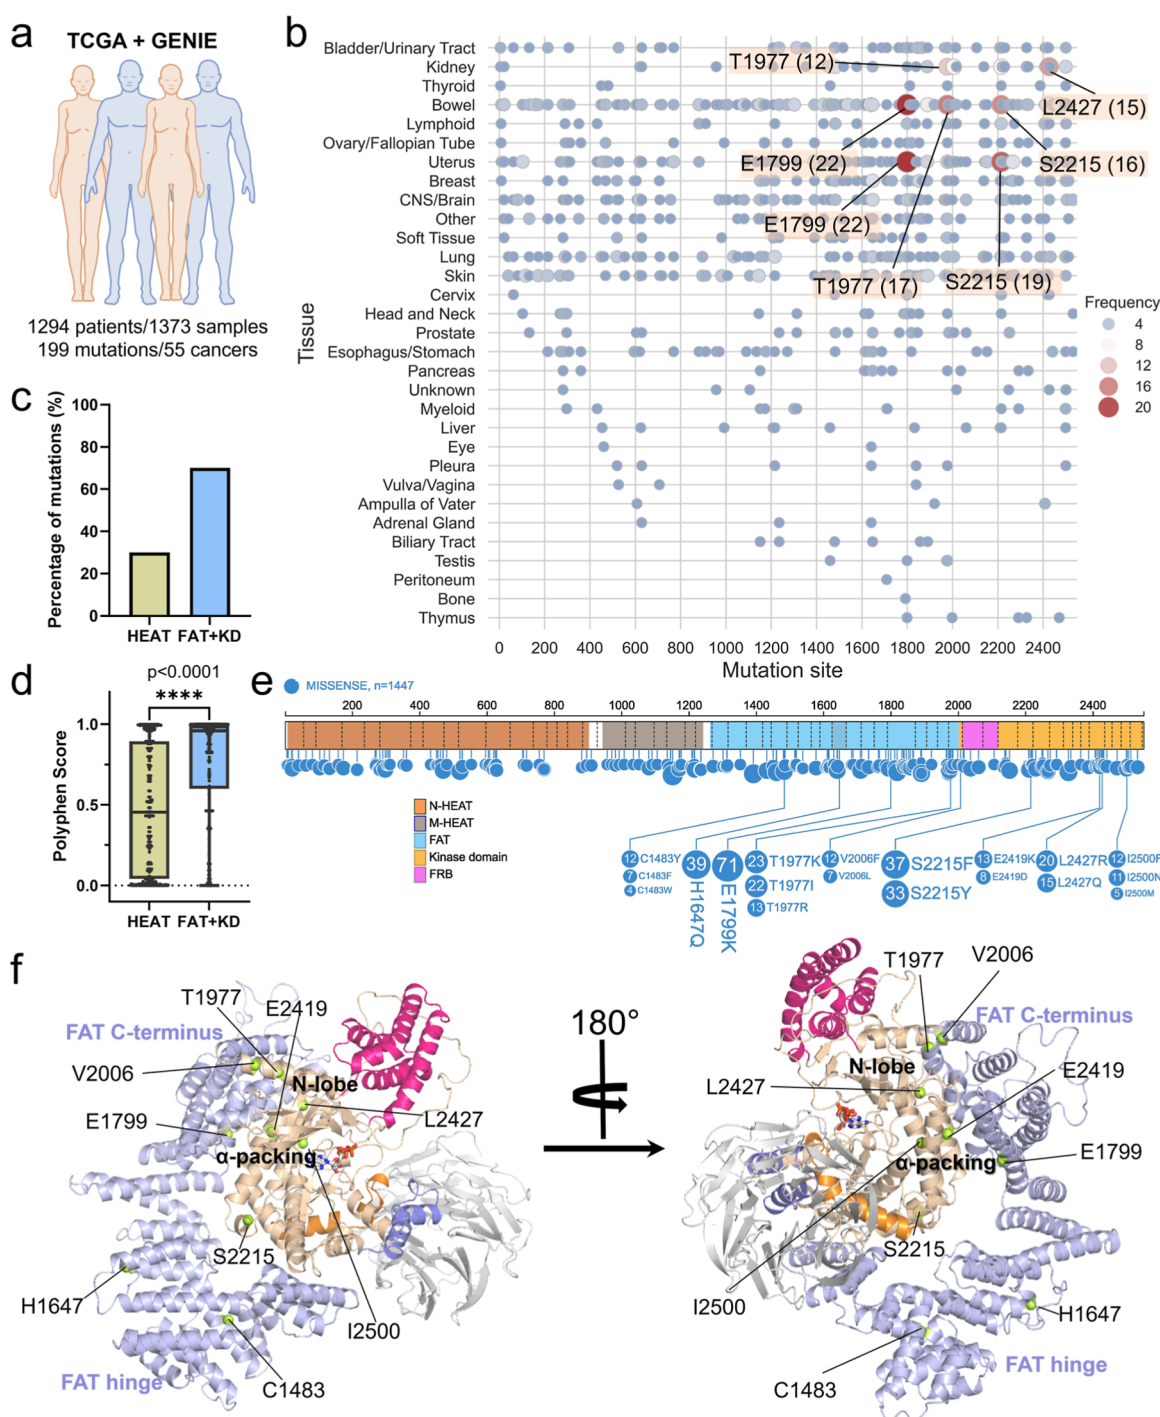 a
TCGA + GENIE
1294 patients/1373 samples
199 mutations/55 cancers
b
Tissue
Bladder/Urinary Tract
Kidney
Thyroid
Bowel
Lymphoid
Ovary/Fallopian Tube
Uterus
Breast
CNS/Brain
Other
Soft Tissue
Lung
Skin
Cervix
Head and Neck
Prostate
Esophagus/Stomach
Pancreas
Unknown
Myeloid
Liver
Eye
Pleura
Vulva/Vagina
Ampulla of Vater
Adrenal Gland
Biliary Tract
Testis
Peritoneum
Bone
Thymus
T1977 (12)
L2427 (15)
E1799 (22)
S2215 (16)
E1799 (22)
T1977 (17)
S2215 (19)
Frequency
4
8
12
16
20
0 200 400 600 800 1000 1200 1400 1600 1800 2000 2200 2400
Mutation site
c
Percentage of mutations (%)
100
80
60
40
20
0
HEAT FAT+KD
d
p<0.0001
****
Polyphen Score
1.0
0.5
0.0
HEAT FAT+KD
e
MISSENSE, n=1447
200 400 600 800 1000 1200 1400 1600 1800 2000 2200 2400
N-HEAT
M-HEAT
FAT
Kinase domain
FRB
12 C1483Y
7 C1483F
4 C1483W
39 H1647Q
71 E1799K
23 T1977K
22 T1977I
13 T1977R
12 V2006F
7 V2006L
37 S2215F
33 S2215Y
13 E2419K
8 E2419D
20 L2427R
15 L2427Q
12 I2500F
11 I2500N
5 I2500M
f
T1977
E2419
FAT C-terminus
V2006
N-lobe
L2427
E1799
α-packing
S2215
H1647
I2500
FAT hinge
C1483
180°
T1977
V2006
FAT C-terminus
N-lobe
L2427
E2419
α-packing
E1799
S2215
I2500
H1647
FAT hinge
C1483